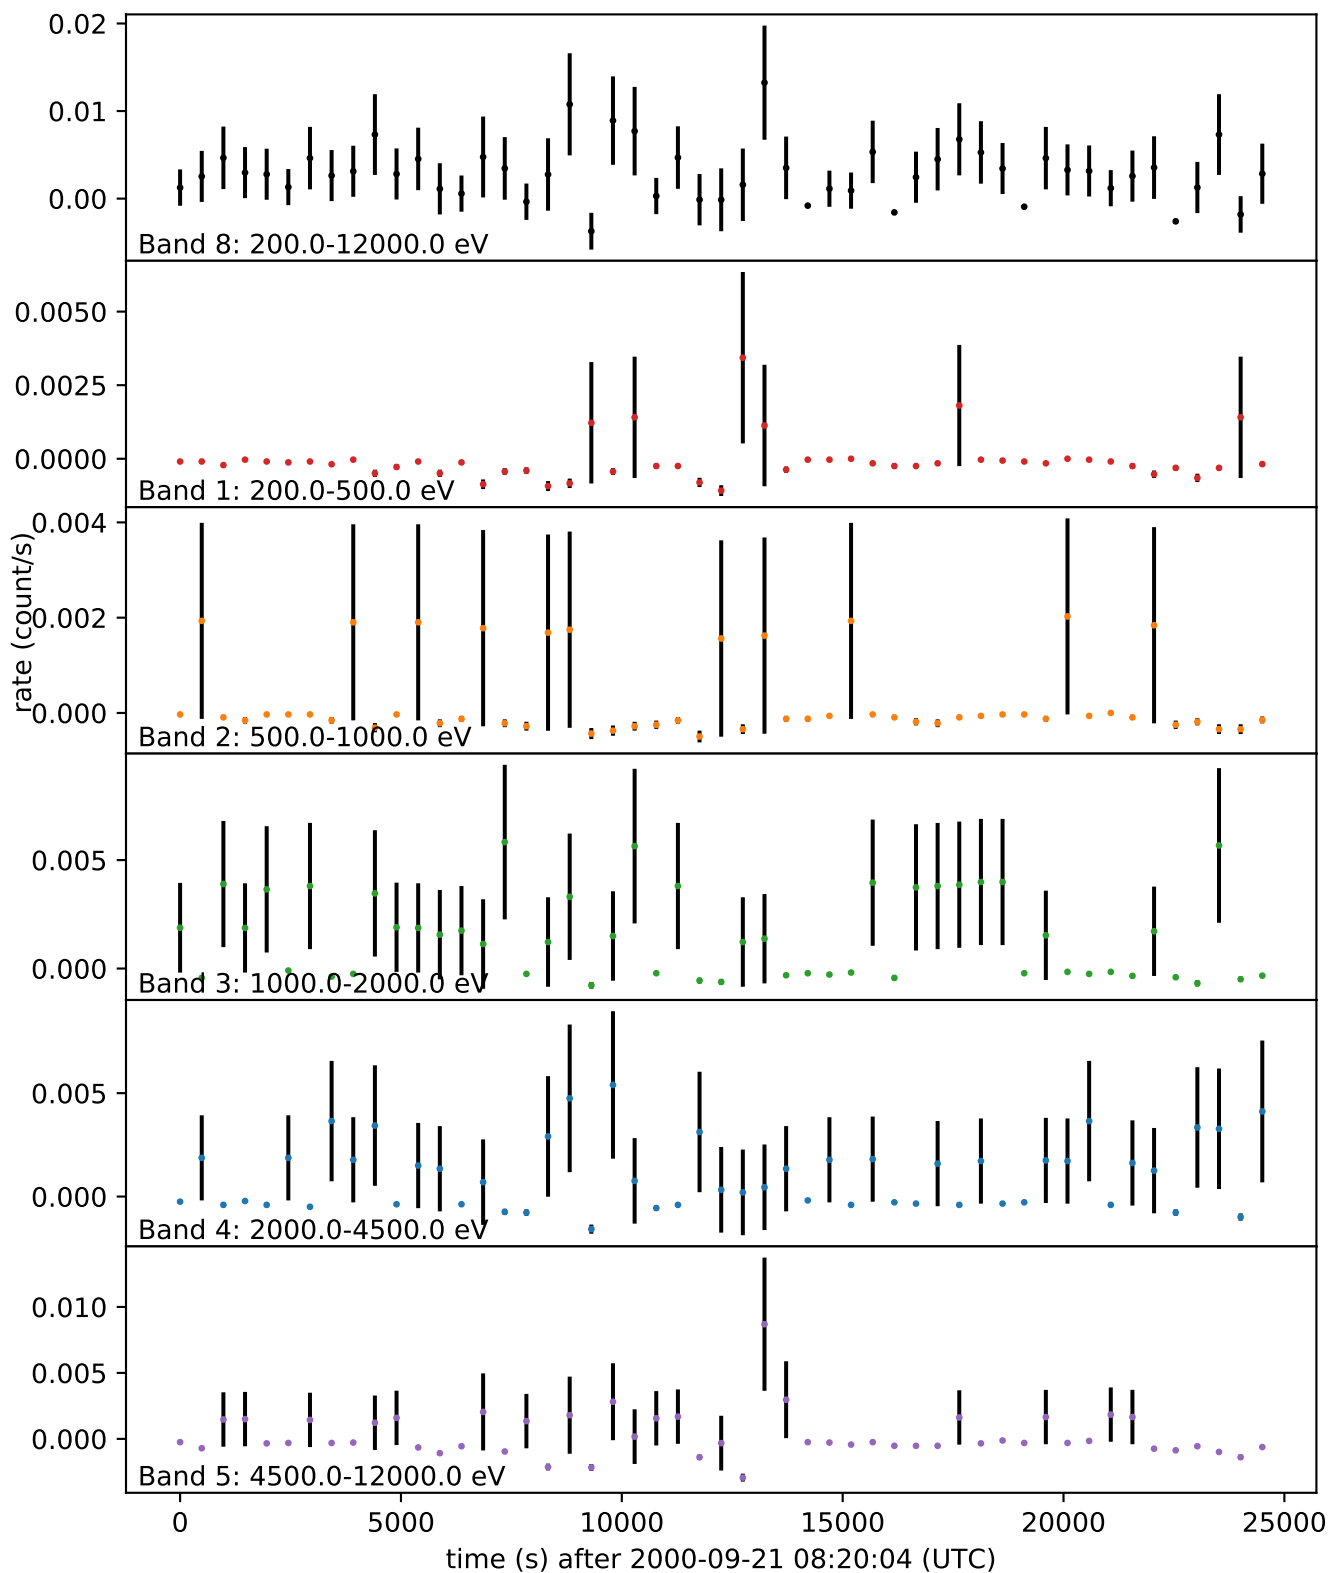 0.02
0.01
0.00
Band 8: 200.0-12000.0 eV
0.0050
0.0025
0.0000
Band 1: 200.0-500.0 eV
0.004
0.002
0.000
rate (count/s)
Band 2: 500.0-1000.0 eV
0.005
0.000
Band 3: 1000.0-2000.0 eV
0.005
0.000
Band 4: 2000.0-4500.0 eV
0.010
0.005
0.000
Band 5: 4500.0-12000.0 eV
0 5000 10000 15000 20000 25000
time (s) after 2000-09-21 08:20:04 (UTC)